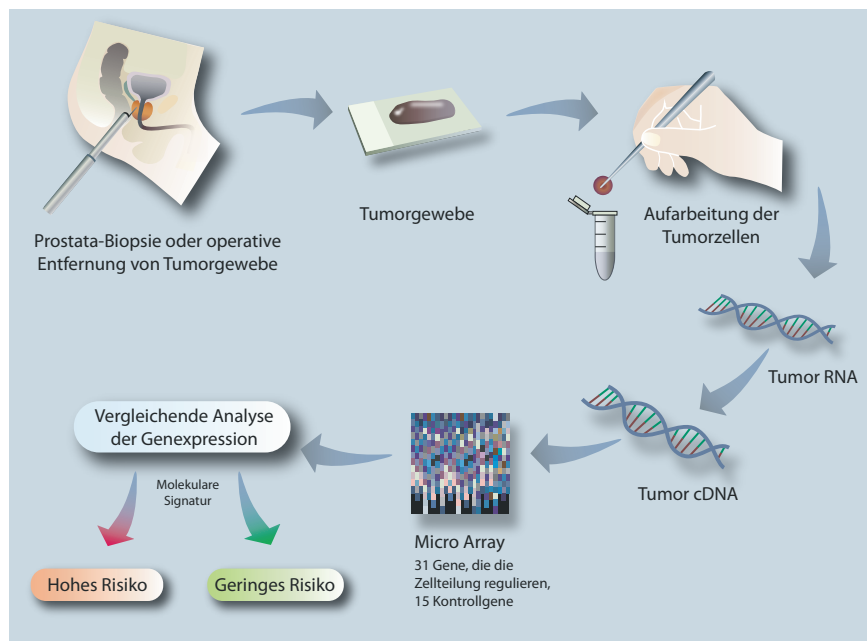 Prostata-Biopsie oder operative
Entfernung von Tumorgewebe
Tumorgewebe
Aufarbeitung der
Tumorzellen
Tumor RNA
Tumor cDNA
Micro Array
31 Gene, die die
Zellteilung regulieren,
15 Kontrollgene
Vergleichende Analyse
der Genexpression
Molekulare
Signatur
Hohes Risiko
Geringes Risiko